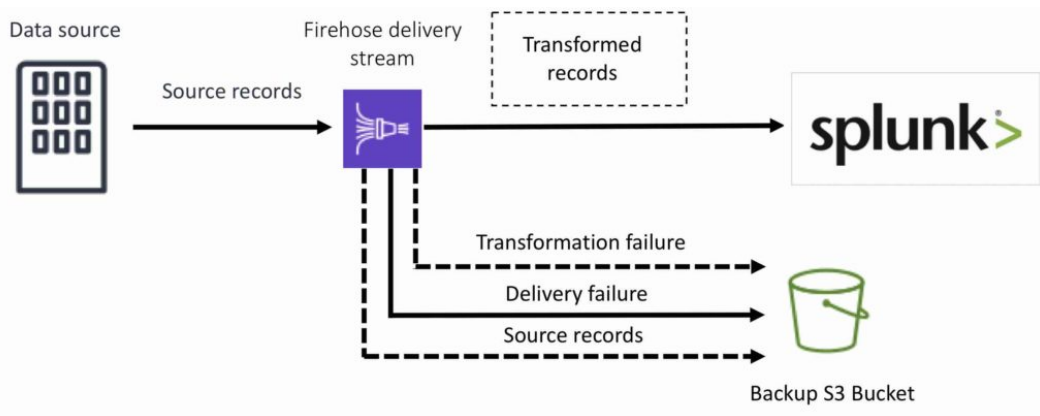 Data source
Firehose delivery
stream
Transformed
records
Source records
splunk>
Transformation failure
Delivery failure
Source records
Backup S3 Bucket